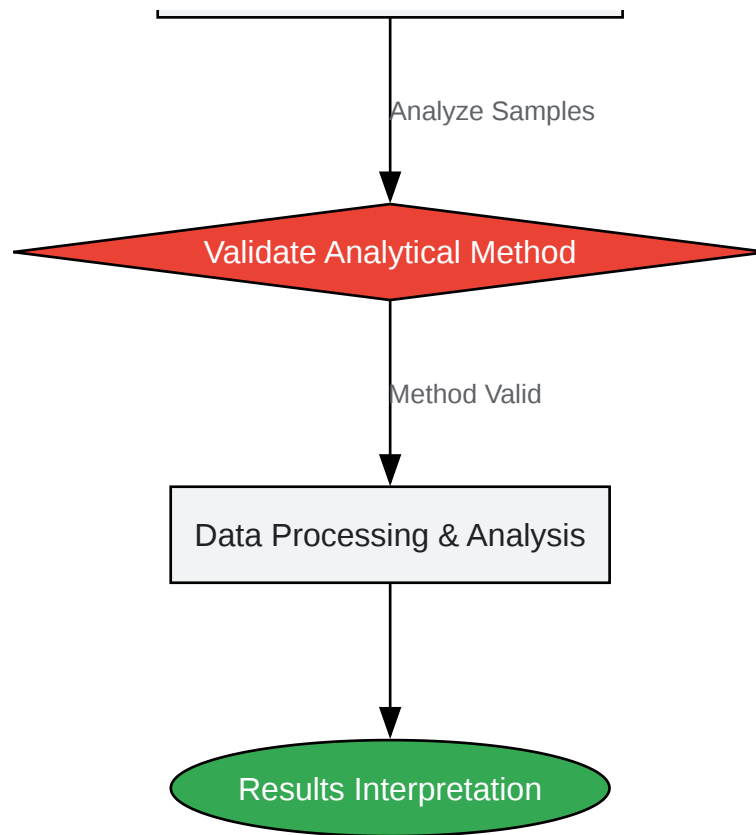 Analyze Samples
Validate Analytical Method
Method Valid
Data Processing & Analysis
Results Interpretation